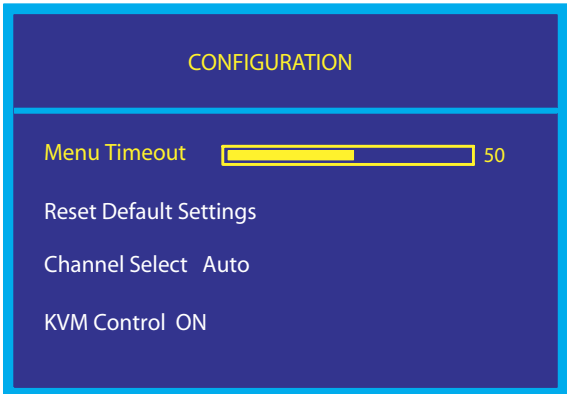 CONFIGURATION
Menu Timeout 50
Reset Default Settings
Channel Select Auto
KVM Control ON